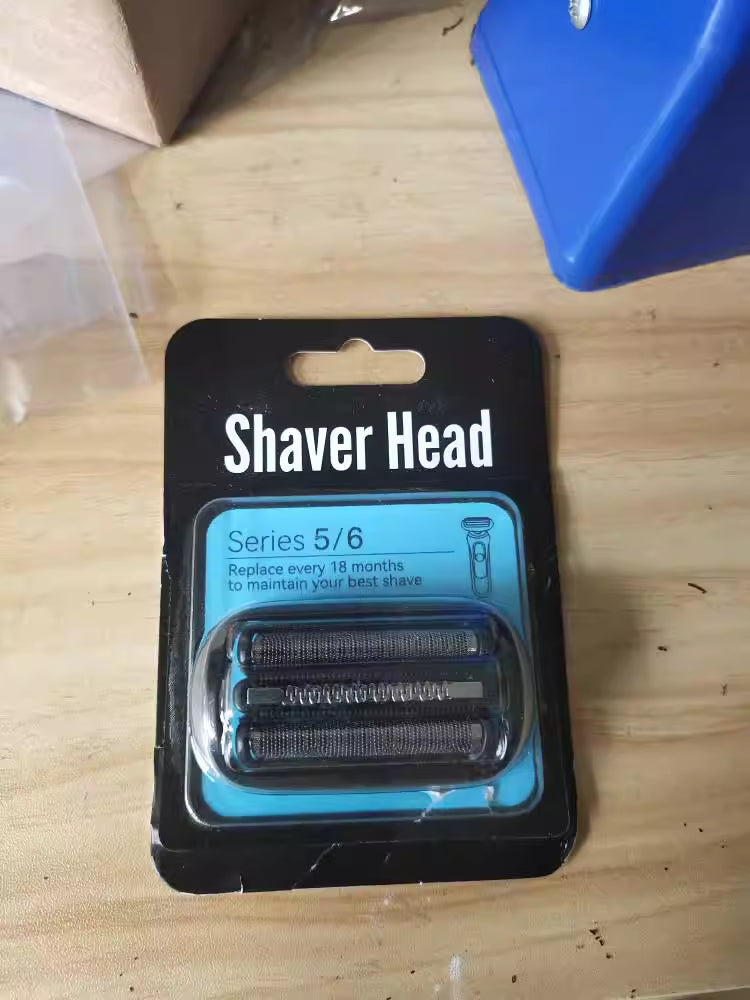 Shaver Head
Series 5/6
Replace every 18 months
to maintain your best shave